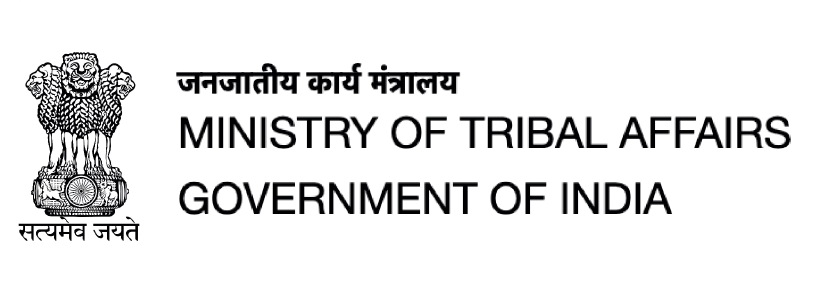 जनजातीय कार्य मंत्रालय
MINISTRY OF TRIBAL AFFAIRS
GOVERNMENT OF INDIA
सत्यमेव जयते